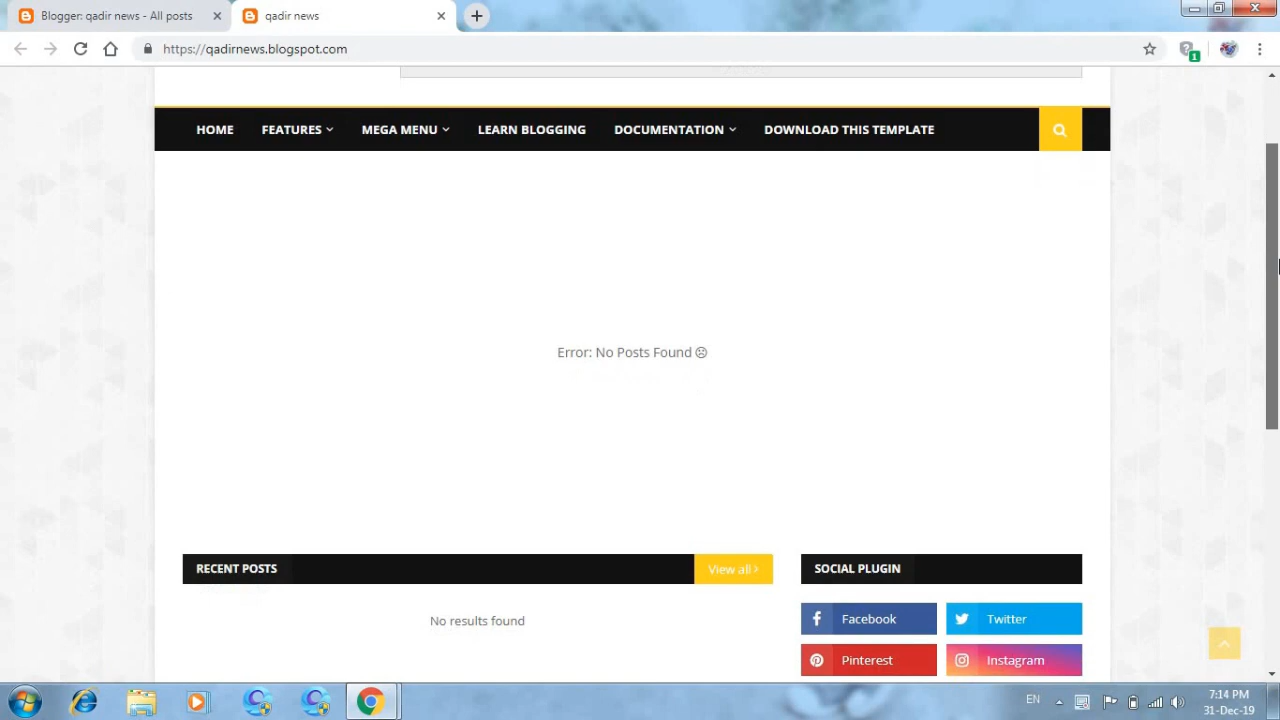 Blogger: qadir news - All posts
qadir news
https://qadirnews.blogspot.com
1
HOME FEATURES MEGA MENU LEARN BLOGGING DOCUMENTATION DOWNLOAD THIS TEMPLATE
Error: No Posts Found
RECENT POSTS
View all
SOCIAL PLUGIN
No results found
Facebook
Twitter
Pinterest
Instagram
EN
7:14 PM
31-Dec-19